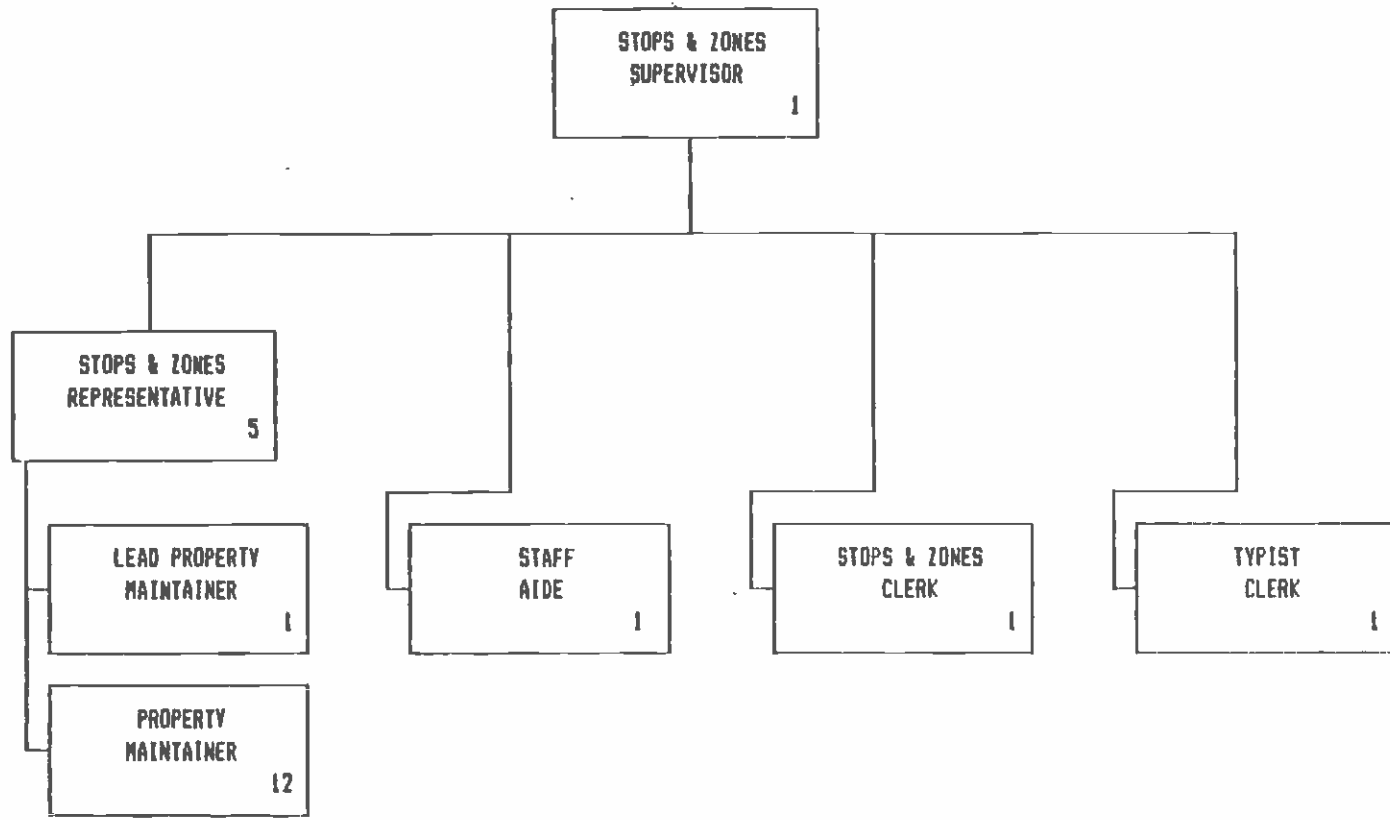 STOPS & ZONES
SUPERVISOR
1
STOPS & ZONES
REPRESENTATIVE
5
LEAD PROPERTY
MAINTAINER
1
STAFF
AIDE
1
STOPS & ZONES
CLERK
1
TYPIST
CLERK
1
PROPERTY
MAINTAINER
12